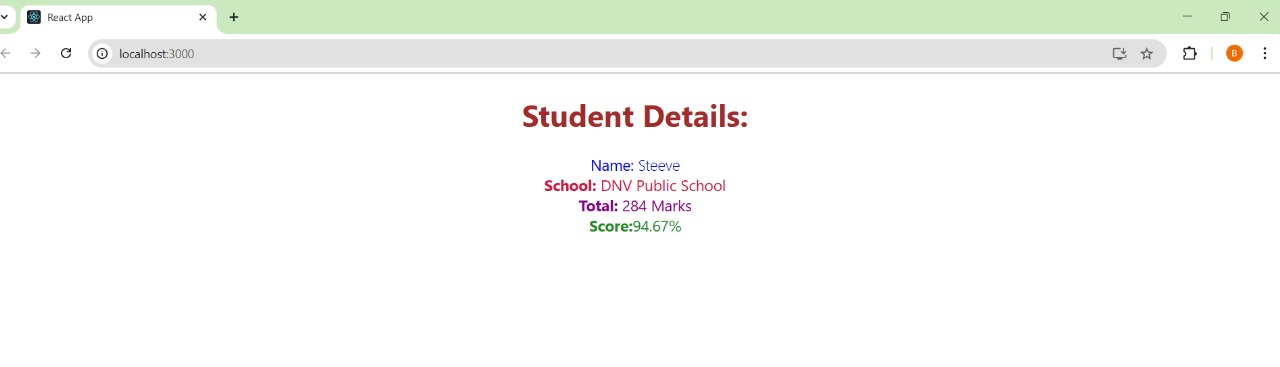 React App
localhost:3000
B
Student Details:
Name: Steeve
School: DNV Public School
Total: 284 Marks
Score:94.67%